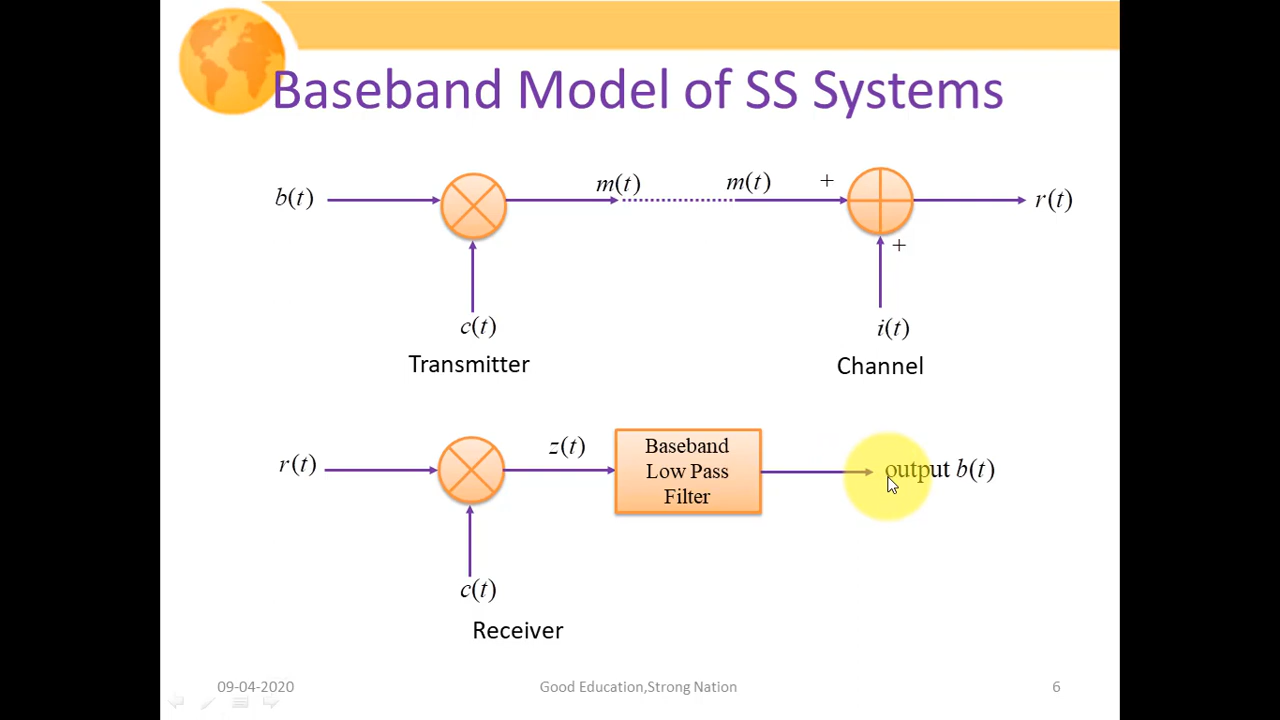 Baseband Model of SS Systems
b(t)
m(t)
m(t)
+
r(t)
+
c(t)
i(t)
Transmitter
Channel
r(t)
z(t)
Baseband
Low Pass
Filter
output b(t)
c(t)
Receiver
09-04-2020
Good Education,Strong Nation
6